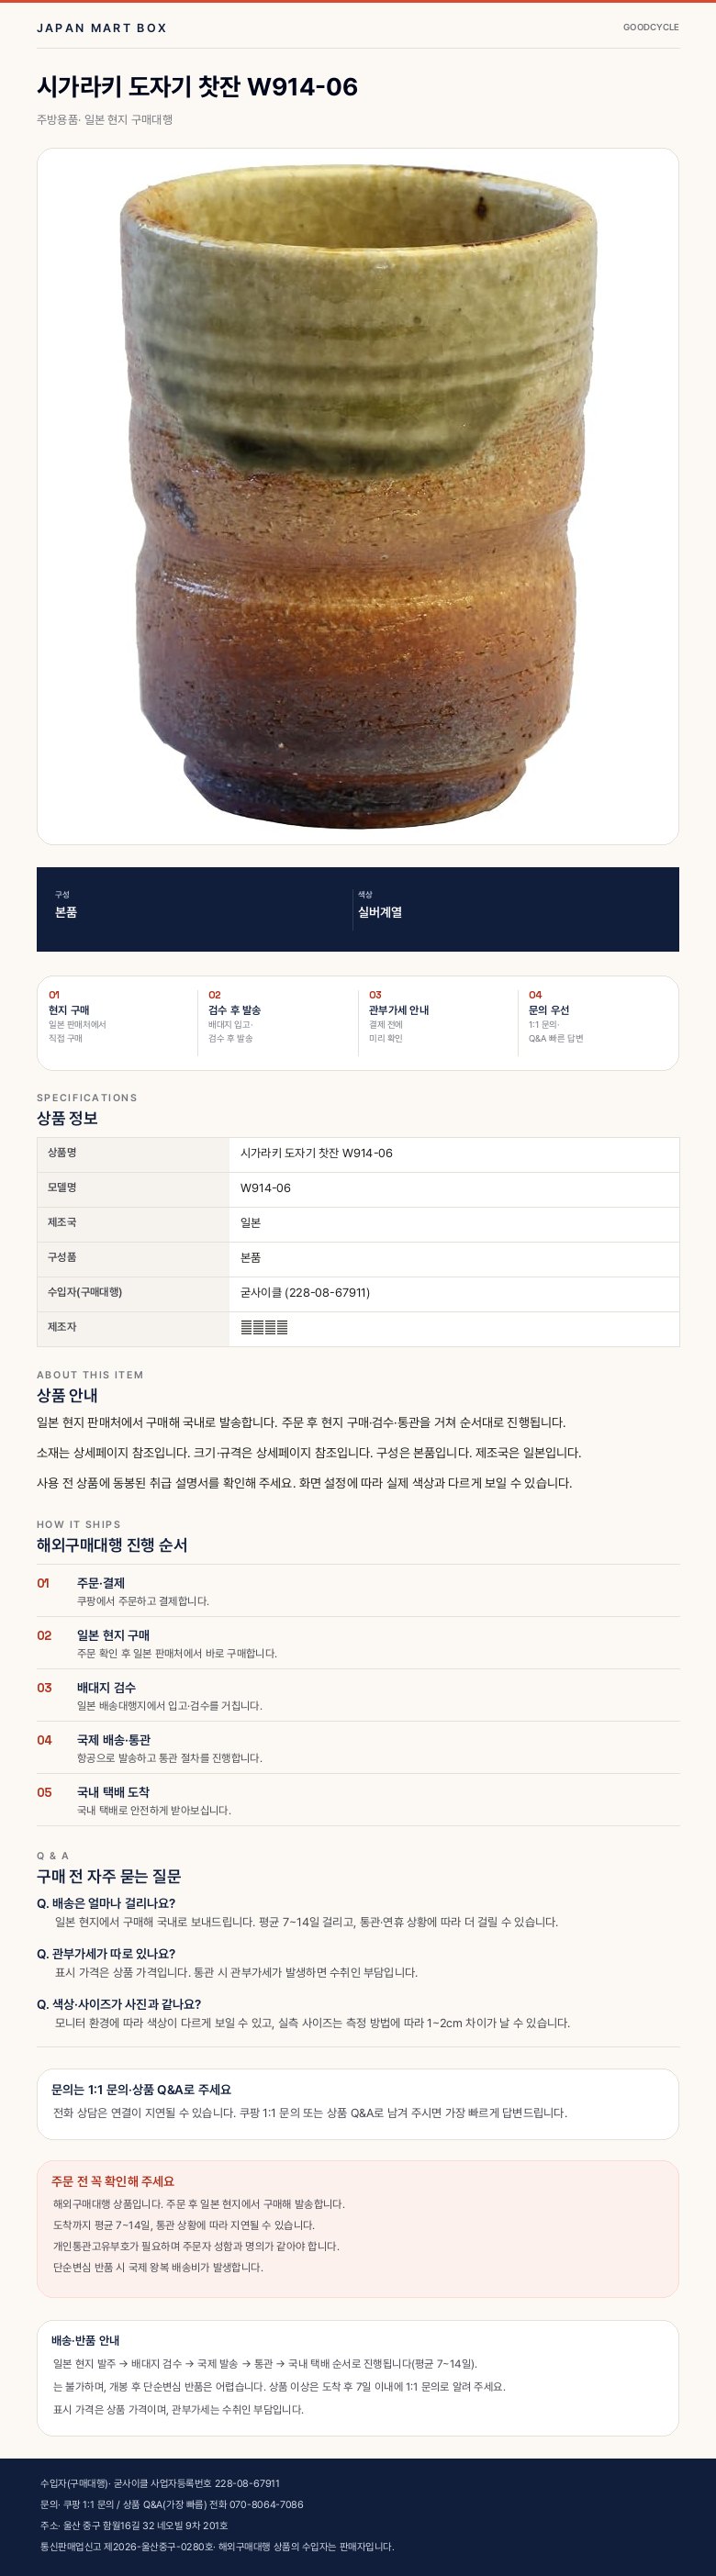 JAPAN MART BOX
GOODCYCLE
시가라키 도자기 찻잔 W914-06
주방용품· 일본 현지 구매대행
구성
본품
색상
실버계열
01
현지 구매
일본 판매처에서
직접 구매
02
검수 후 발송
배대지 입고·
검수 후 발송
03
관부가세 안내
결제 전에
미리 확인
04
문의 우선
1:1 문의·
Q&A 빠른 답변
SPECIFICATIONS
상품 정보
상품명 시가라키 도자기 찻잔 W914-06
모델명 W914-06
제조국 일본
구성품 본품
수입자(구매대행) 굳사이클 (228-08-67911)
제조자
ABOUT THIS ITEM
상품 안내
일본 현지 판매처에서 구매해 국내로 발송합니다. 주문 후 현지 구매·검수·통관을 거쳐 순서대로 진행됩니다.
소재는 상세페이지 참조입니다. 크기·규격은 상세페이지 참조입니다. 구성은 본품입니다. 제조국은 일본입니다.
사용 전 상품에 동봉된 취급 설명서를 확인해 주세요. 화면 설정에 따라 실제 색상과 다르게 보일 수 있습니다.
HOW IT SHIPS
해외구매대행 진행 순서
01 주문·결제
쿠팡에서 주문하고 결제합니다.
02 일본 현지 구매
주문 확인 후 일본 판매처에서 바로 구매합니다.
03 배대지 검수
일본 배송대행지에서 입고·검수를 거칩니다.
04 국제 배송·통관
항공으로 발송하고 통관 절차를 진행합니다.
05 국내 택배 도착
국내 택배로 안전하게 받아보십니다.
Q & A
구매 전 자주 묻는 질문
Q. 배송은 얼마나 걸리나요?
일본 현지에서 구매해 국내로 보내드립니다. 평균 7~14일 걸리고, 통관·연휴 상황에 따라 더 걸릴 수 있습니다.
Q. 관부가세가 따로 있나요?
표시 가격은 상품 가격입니다. 통관 시 관부가세가 발생하면 수취인 부담입니다.
Q. 색상·사이즈가 사진과 같나요?
모니터 환경에 따라 색상이 다르게 보일 수 있고, 실측 사이즈는 측정 방법에 따라 1~2cm 차이가 날 수 있습니다.
문의는 1:1 문의·상품 Q&A로 주세요
전화 상담은 연결이 지연될 수 있습니다. 쿠팡 1:1 문의 또는 상품 Q&A로 남겨 주시면 가장 빠르게 답변드립니다.
주문 전 꼭 확인해 주세요
해외구매대행 상품입니다. 주문 후 일본 현지에서 구매해 발송합니다.
도착까지 평균 7~14일, 통관 상황에 따라 지연될 수 있습니다.
개인통관고유부호가 필요하며 주문자 성함과 명의가 같아야 합니다.
단순변심 반품 시 국제 왕복 배송비가 발생합니다.
배송·반품 안내
일본 현지 발주 → 배대지 검수 → 국제 발송 → 통관 → 국내 택배 순서로 진행됩니다(평균 7~14일).
는 불가하며, 개봉 후 단순변심 반품은 어렵습니다. 상품 이상은 도착 후 7일 이내에 1:1 문의로 알려 주세요.
표시 가격은 상품 가격이며, 관부가세는 수취인 부담입니다.
수입자(구매대행)· 굳사이클 사업자등록번호 228-08-67911
문의· 쿠팡 1:1 문의 / 상품 Q&A(가장 빠름) 전화 070-8064-7086
주소· 울산 중구 함월16길 32 네오빌 9차 201호
통신판매업신고 제2026-울산중구-0280호· 해외구매대행 상품의 수입자는 판매자입니다.